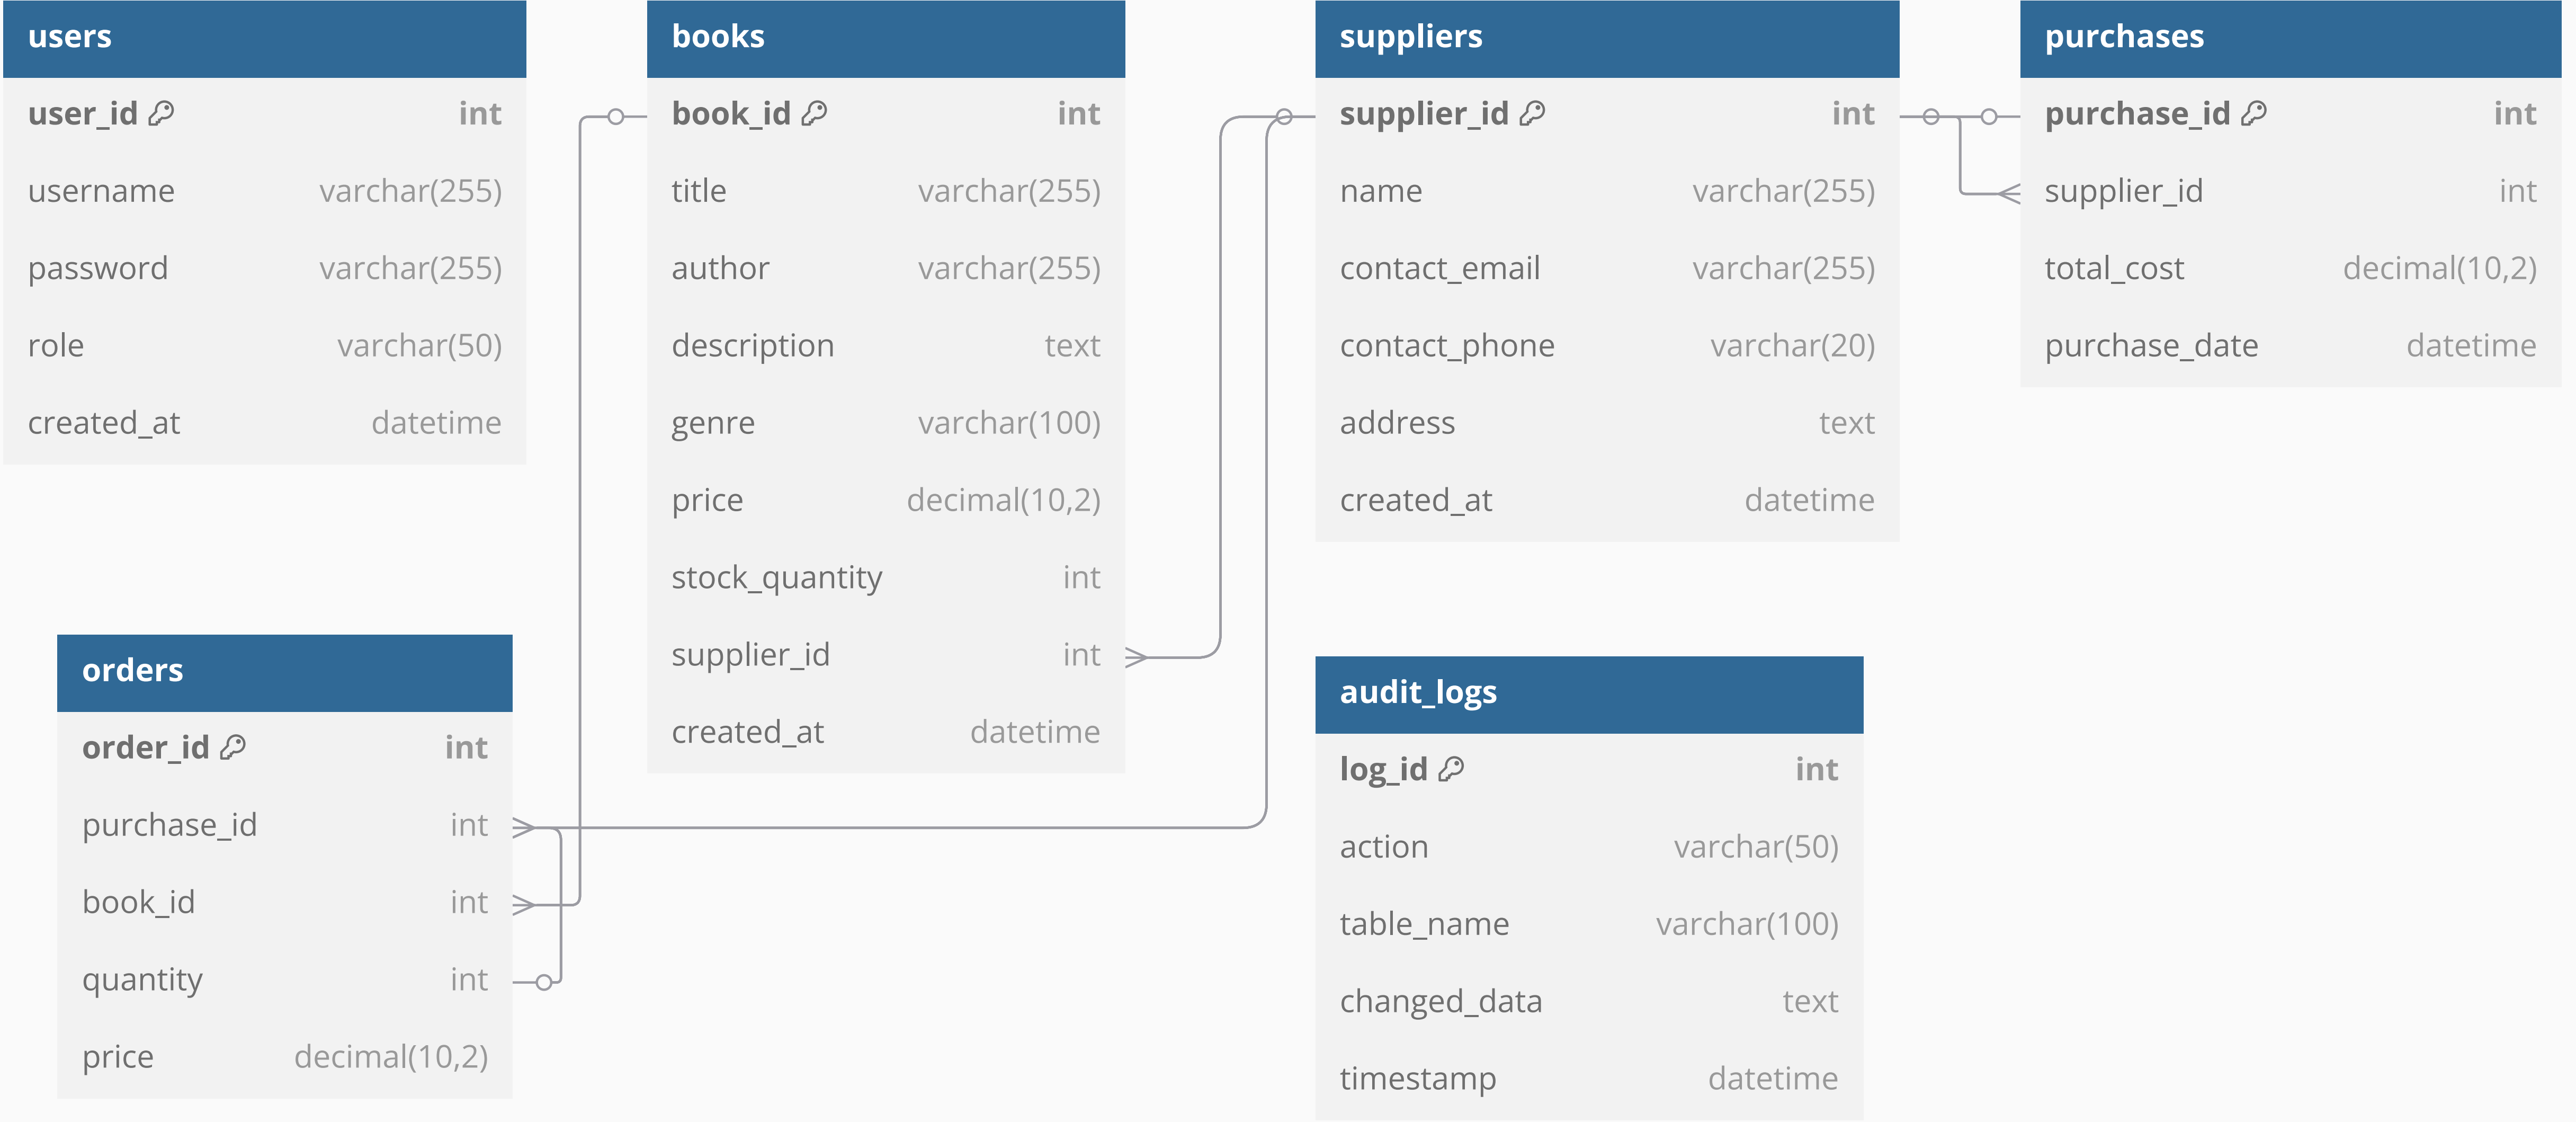 users
user_id int
username varchar(255)
password varchar(255)
role varchar(50)
created_at datetime
books
book_id int
title varchar(255)
author varchar(255)
description text
genre varchar(100)
price decimal(10,2)
stock_quantity int
supplier_id int
created_at datetime
suppliers
supplier_id int
name varchar(255)
contact_email varchar(255)
contact_phone varchar(20)
address text
created_at datetime
purchases
purchase_id int
supplier_id int
total_cost decimal(10,2)
purchase_date datetime
orders
order_id int
purchase_id int
book_id int
quantity int
price decimal(10,2)
audit_logs
log_id int
action varchar(50)
table_name varchar(100)
changed_data text
timestamp datetime